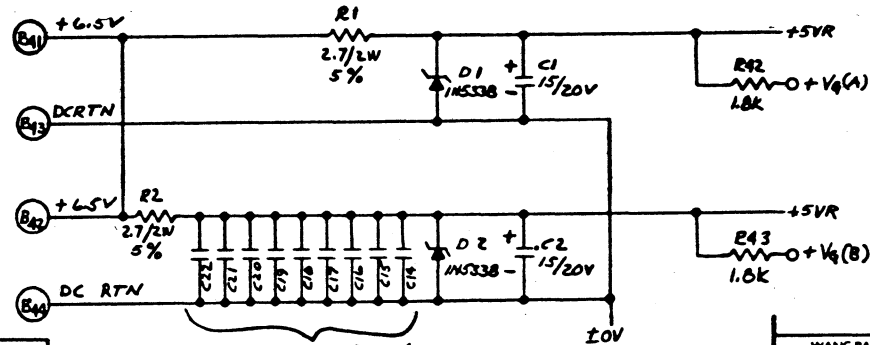 B41 +6.5V R1 +5VR
2.7/2W
5%
D1
1N5338
+ C1
15/20V
-
R42
1.8K
+Vg(A)
B43 DCRTN
B42 +6.5V R2 +5VR
2.7/2W
5%
C22 C21 C20 C19 C18 C17 C16 C15 C14
D2
1N5338
+ C2
15/20V
-
R43
1.8K
+Vg(B)
B44 DC RTN
±0V